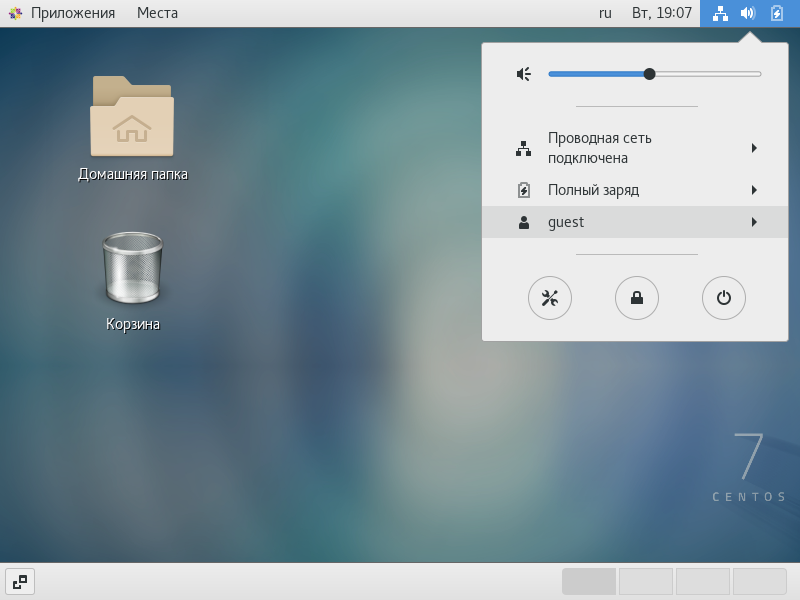 Приложения Места ru Вт, 19:07
Проводная сеть
подключена
Полный заряд
guest
Домашняя папка
Корзина
7
CENTOS